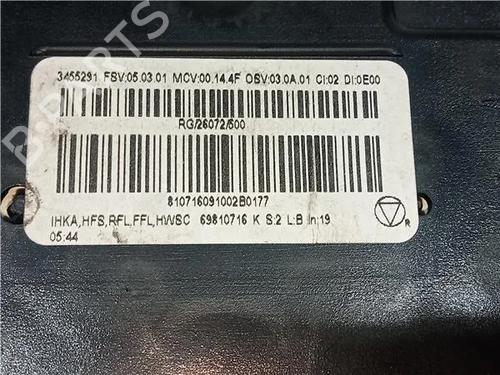 3455291 FSV:05.03.01 MCV:00.14.4F OSV:03.0A.01 CI:02 DI:0E00
RG/26072/500
810716091002B0177
IHKA,HFS,RFL,FFL,HWSC 69810716 K S:2 L:B In:19
05:44
R
B-PARTS